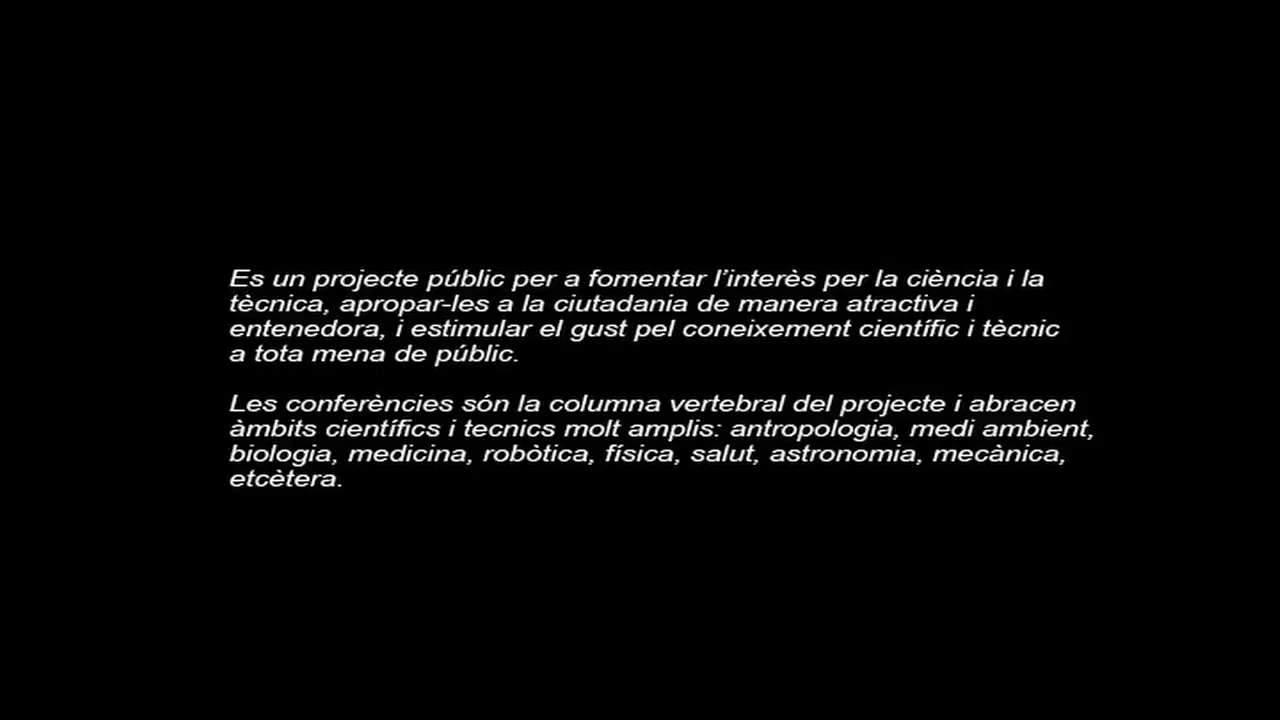 Es un projecte públic per a fomentar l’interès per la ciència i la
tècnica, apropar-les a la ciutadania de manera atractiva i
entenedora, i estimular el gust pel coneixement científic i tècnic
a tota mena de públic.
Les conferències són la columna vertebral del projecte i abracen
àmbits científics i tecnics molt amplis: antropologia, medi ambient,
biologia, medicina, robòtica, física, salut, astronomia, mecànica,
etcètera.